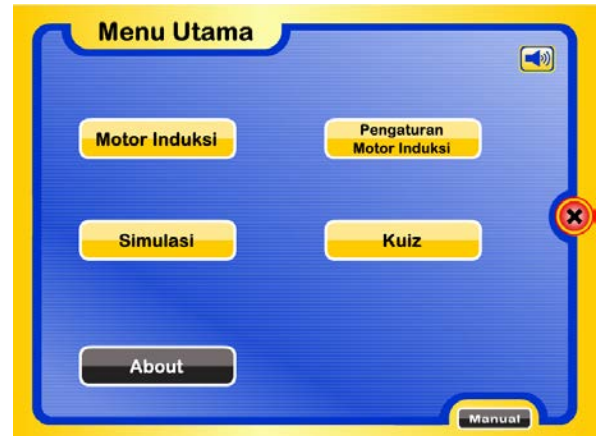 Menu Utama
Motor Induksi
Pengaturan
Motor Induksi
Simulasi
Kuiz
About
Manual